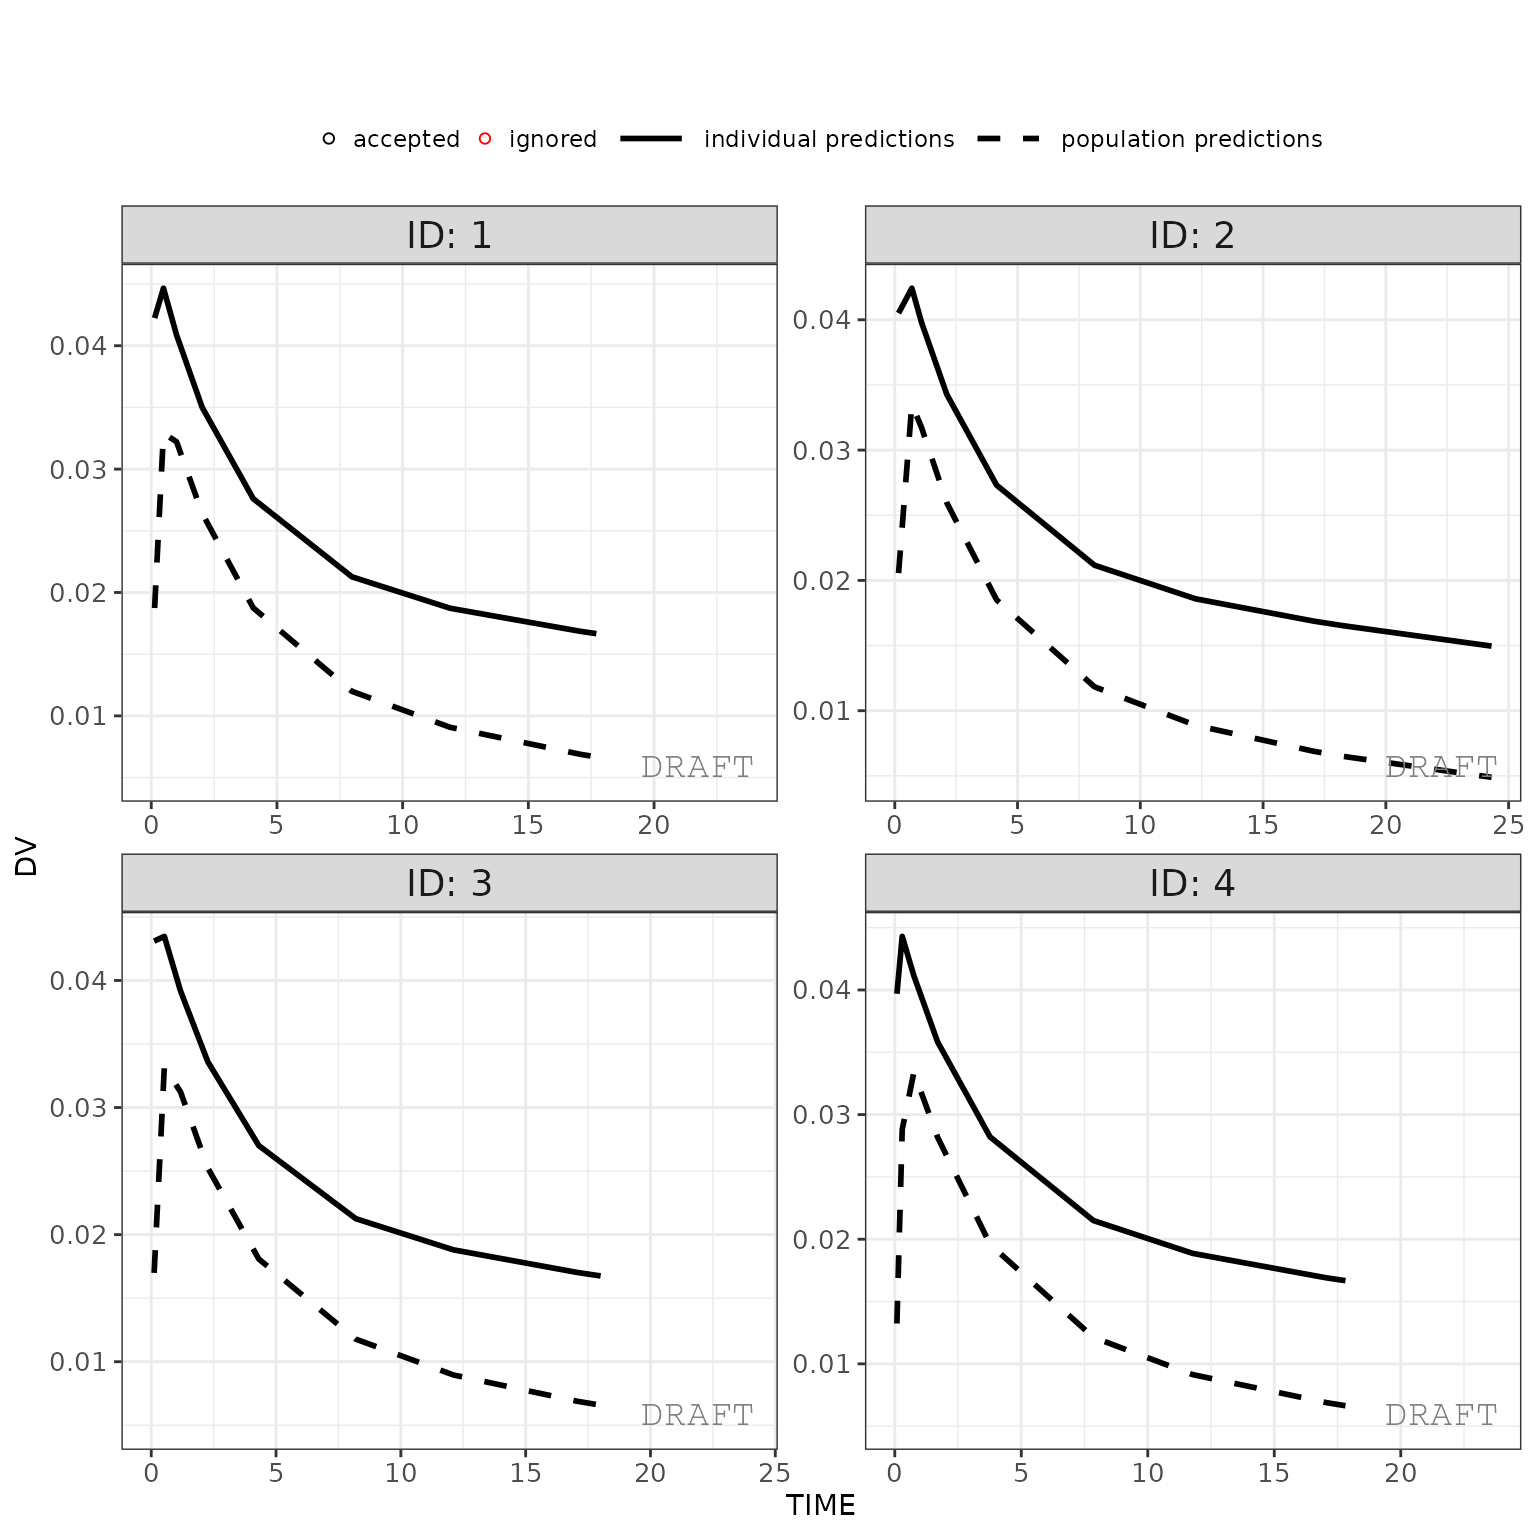 accepted ignored individual predictions population predictions
ID: 1
ID: 2
0.04
0.03
0.02
0.01
DRAFT
0 5 10 15 20
0.04
0.03
0.02
0.01
DRAFT
0 5 10 15 20 25
DV
ID: 3
ID: 4
0.04
0.03
0.02
0.01
DRAFT
0 5 10 15 20 25
0.04
0.03
0.02
0.01
DRAFT
0 5 10 15 20
TIME